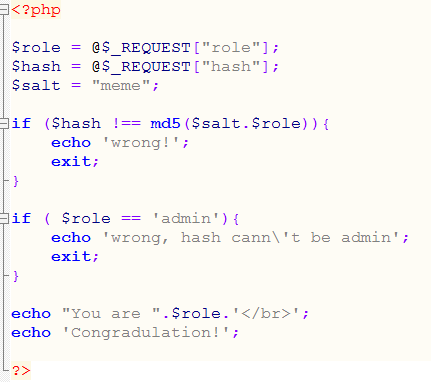 <?php
$role = @$_REQUEST["role"];
$hash = @$_REQUEST["hash"];
$salt = "meme";
if ($hash !== md5($salt.$role)){
echo 'wrong!';
exit;
}
if ( $role == 'admin'){
echo 'wrong, hash cann\'t be admin';
exit;
}
echo "You are ".$role.'</br>';
echo 'Congradulation!';
?>